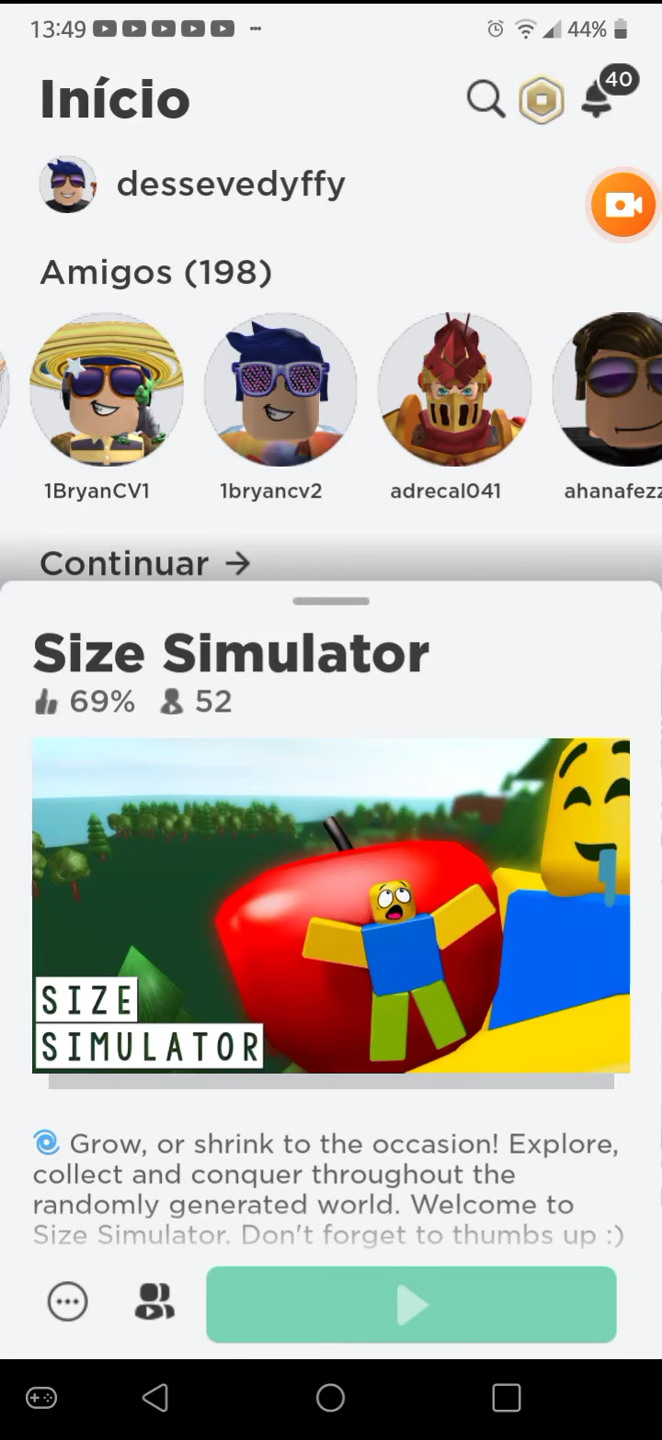 13:49
44%
Início
40
dessevedyffy
Amigos (198)
1BryanCV1
1bryancv2
adrecal041
ahanafezz
Continuar →
Size Simulator
69% 52
SIZE
SIMULATOR
Grow, or shrink to the occasion! Explore,
collect and conquer throughout the
randomly generated world. Welcome to
Size Simulator. Don't forget to thumbs up :)